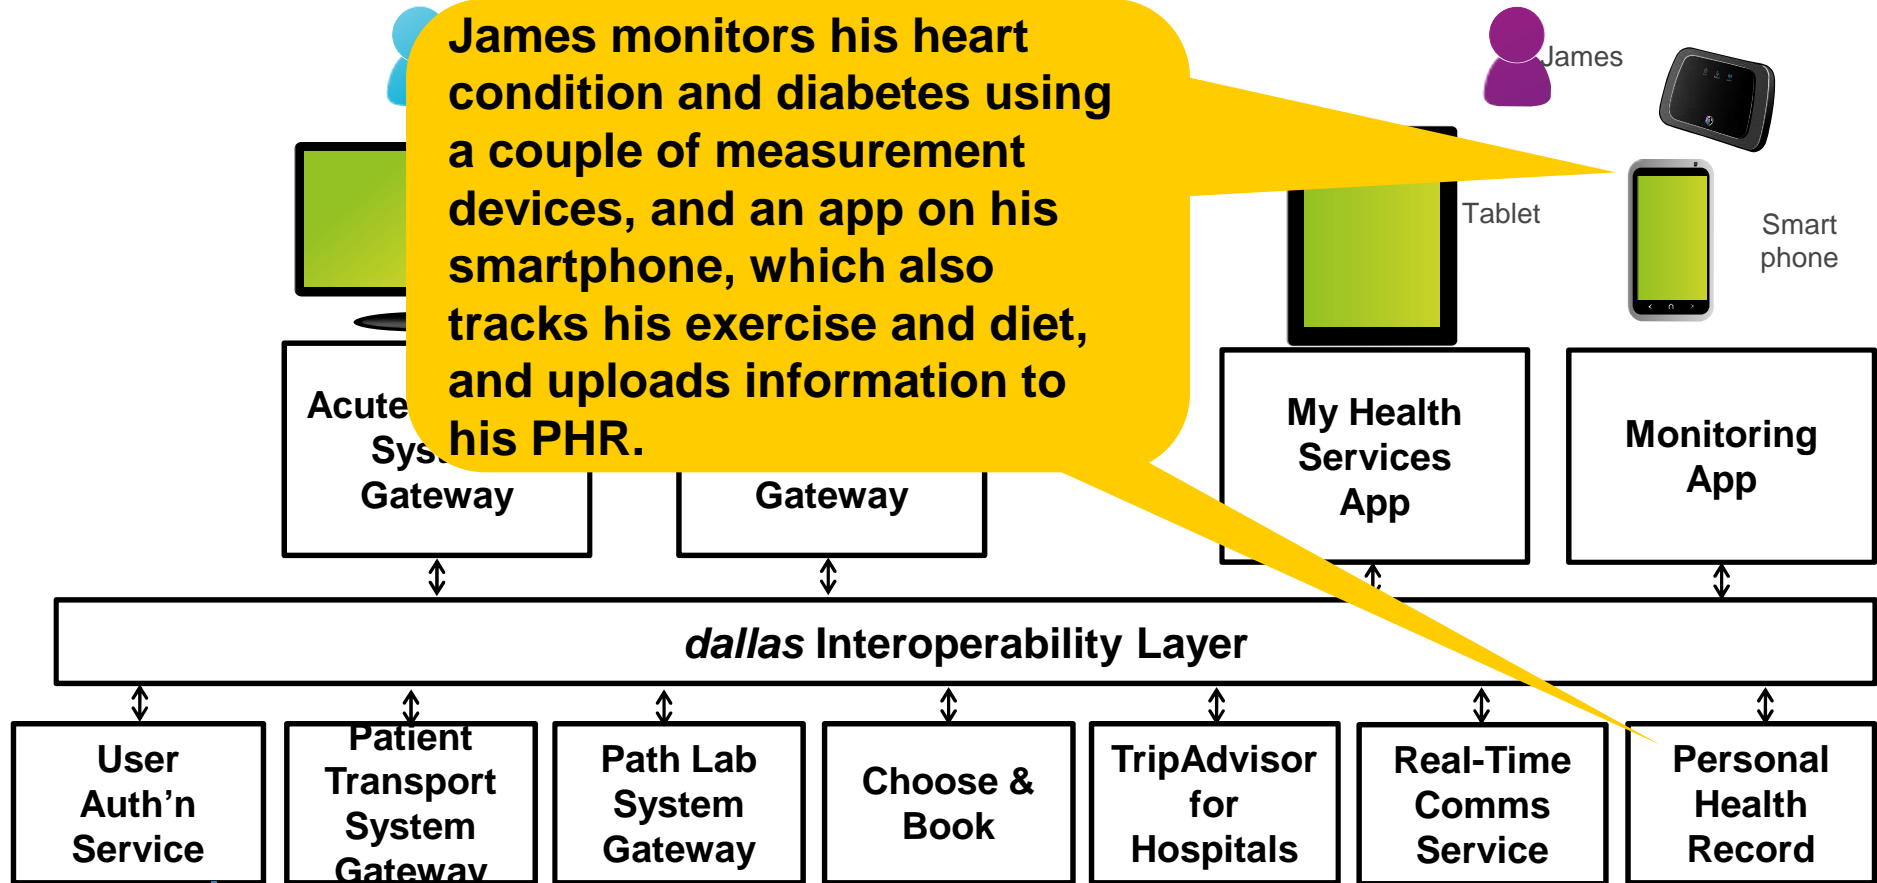 James monitors his heart
condition and diabetes using
a couple of measurement
devices, and an app on his
smartphone, which also
tracks his exercise and diet,
and uploads information to
his PHR.
James
Tablet
Smart
phone
Acute
Gateway
Gateway
My Health
Services
App
Monitoring
App
dallas Interoperability Layer
User
Auth'n
Service
Patient
Transport
System
Gateway
Path Lab
System
Gateway
Choose &
Book
TripAdvisor
for
Hospitals
Real-Time
Comms
Service
Personal
Health
Record